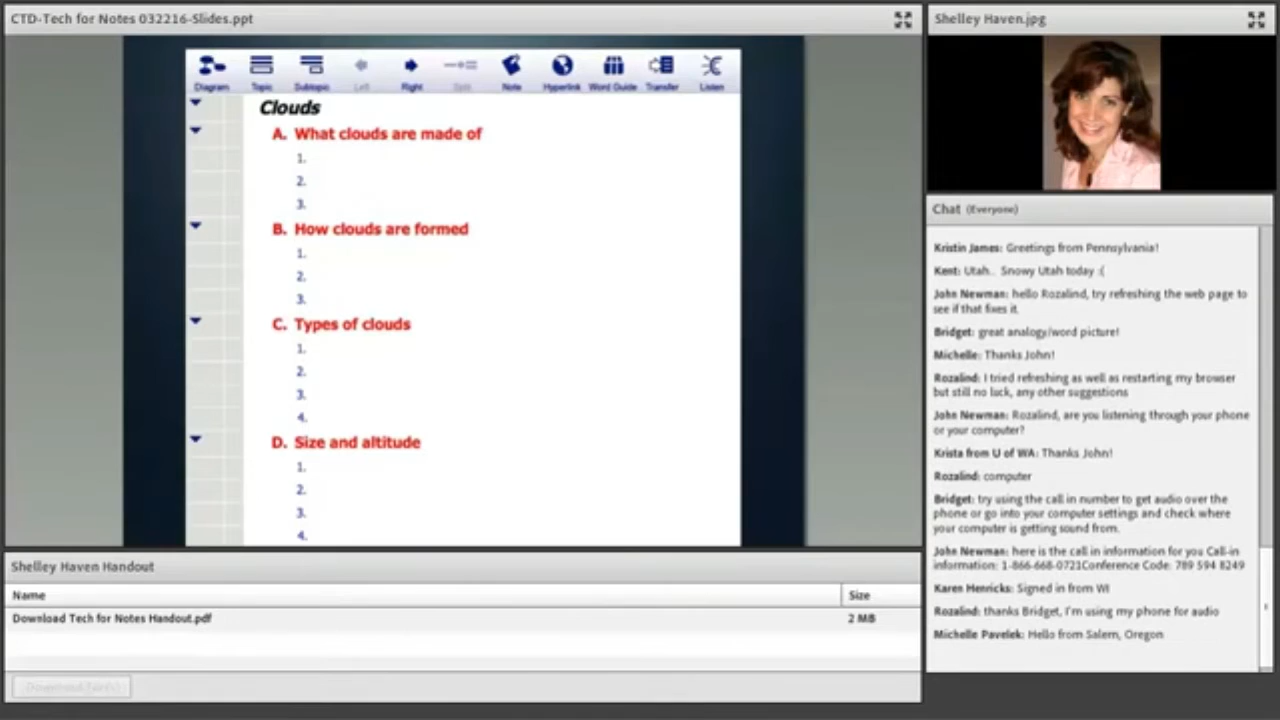 CTD-Tech for Notes 032216-Slides.ppt
Diagram Topic Subtopic Left Right Split Note Hyperlink Word Guide Transfer Listen
Clouds
A. What clouds are made of
1.
2.
3.
B. How clouds are formed
1.
2.
3.
C. Types of clouds
1.
2.
3.
4.
D. Size and altitude
1.
2.
3.
4.
Shelley Haven Handout
Name Size
Download Tech for Notes Handout.pdf 2 MB
Download File(s)
Shelley Haven.jpg
Chat (Everyone)
Kristin James: Greetings from Pennsylvania!
Kent: Utah.. Snowy Utah today :(
John Newman: hello Rozalind, try refreshing the web page to
see if that fixes it.
Bridget: great analogy/word picture!
Michelle: Thanks John!
Rozalind: I tried refreshing as well as restarting my browser
but still no luck, any other suggestions
John Newman: Rozalind, are you listening through your phone
or your computer?
Krista from U of WA: Thanks John!
Rozalind: computer
Bridget: try using the call in number to get audio over the
phone or go into your computer settings and check where
your computer is getting sound from.
John Newman: here is the call in information for you Call-in
information: 1-866-668-0721Conference Code: 789 594 8249
Karen Henricks: Signed in from WI
Rozalind: thanks Bridget, I'm using my phone for audio
Michelle Pavelek: Hello from Salem, Oregon